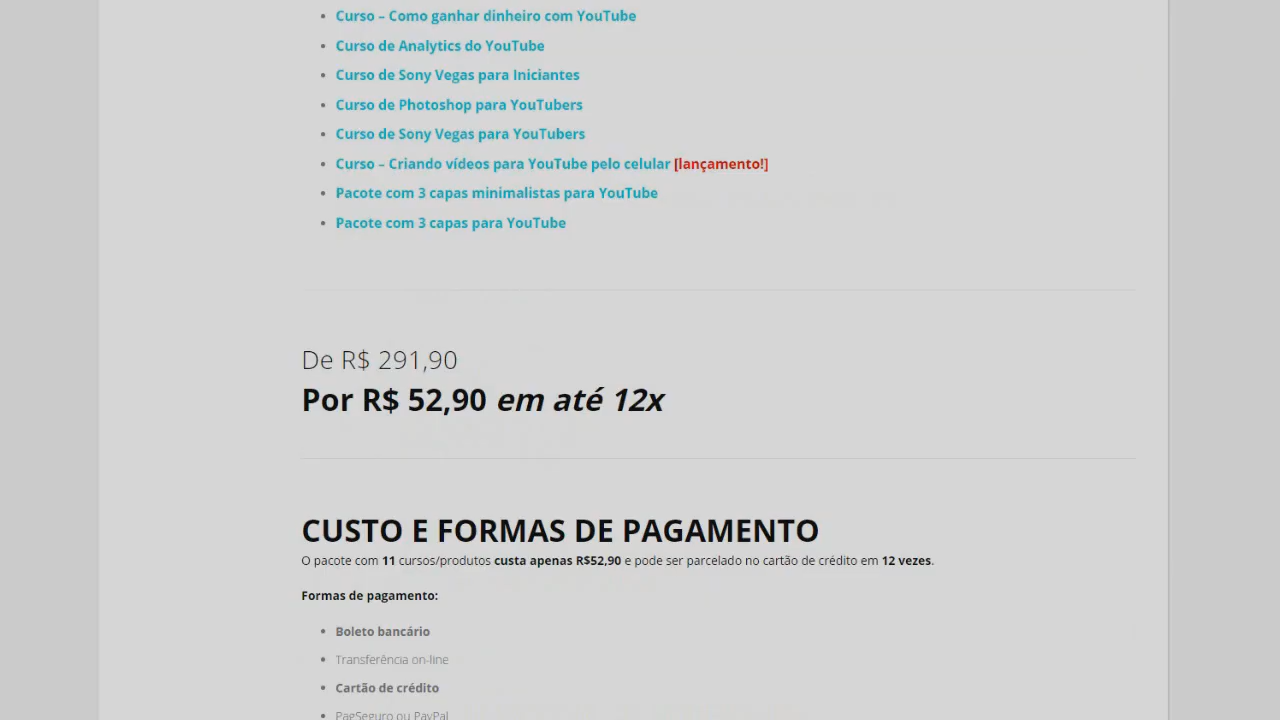 Curso – Como ganhar dinheiro com YouTube
Curso de Analytics do YouTube
Curso de Sony Vegas para Iniciantes
Curso de Photoshop para YouTubers
Curso de Sony Vegas para YouTubers
Curso – Criando vídeos para YouTube pelo celular [lançamento!]
Pacote com 3 capas minimalistas para YouTube
Pacote com 3 capas para YouTube
De R$ 291,90
Por R$ 52,90 em até 12x
CUSTO E FORMAS DE PAGAMENTO
O pacote com 11 cursos/produtos custa apenas R$52,90 e pode ser parcelado no cartão de crédito em 12 vezes.
Formas de pagamento:
Boleto bancário
Transferência on-line
Cartão de crédito
PagSeguro ou PayPal